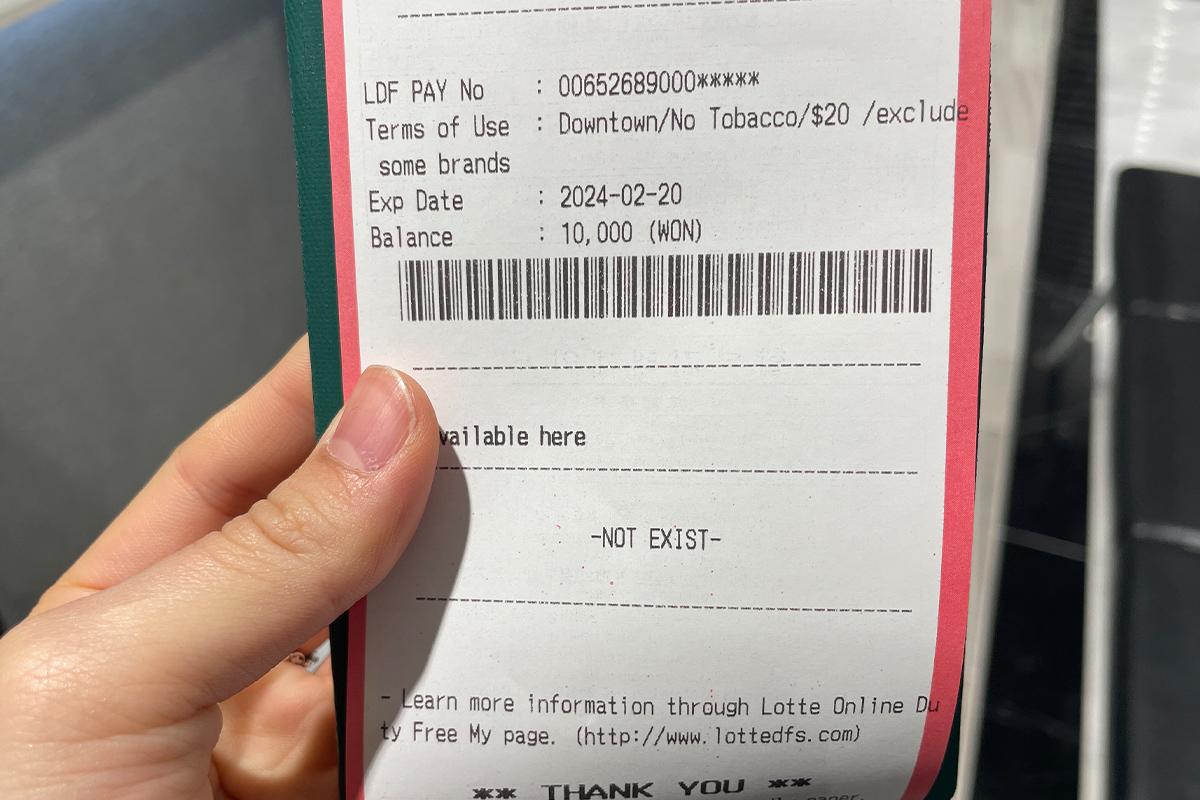 LDF PAY No : 00652689000*****
Terms of Use : Downtown/No Tobacco/$20 /exclude
some brands
Exp Date : 2024-02-20
Balance : 10,000 (WON)
vailable here
-NOT EXIST-
- Learn more information through Lotte Online Du
ty Free My page. (http://www.lottedfs.com)
** THANK YOU **